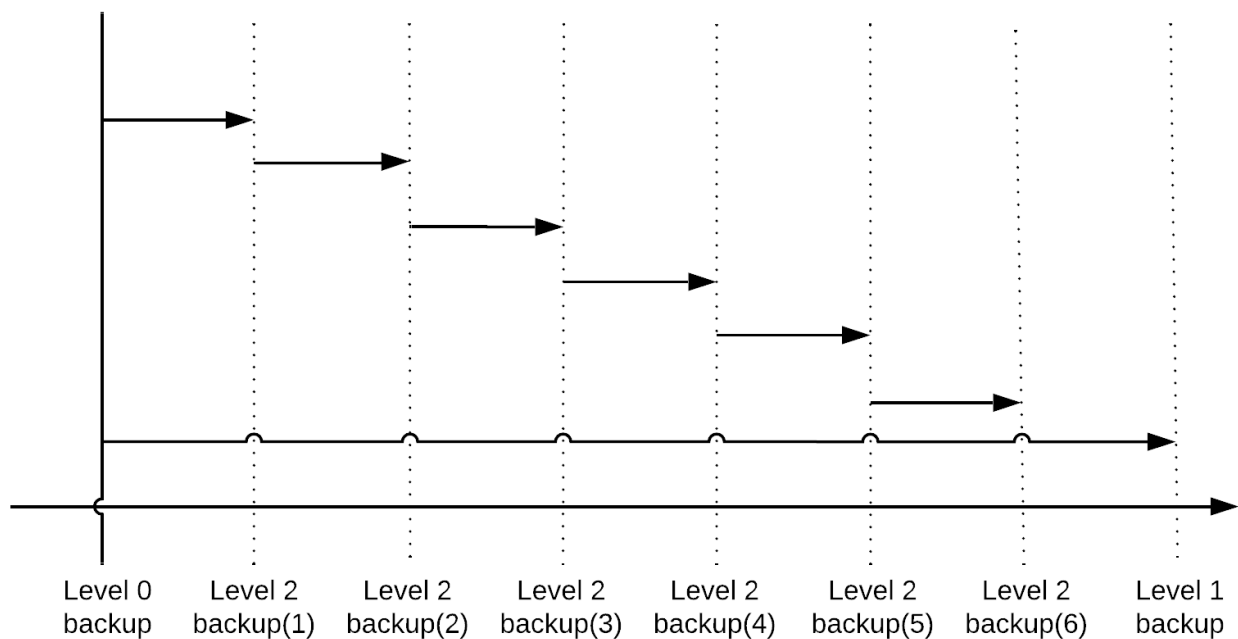 Level 0
backup
Level 2
backup(1)
Level 2
backup(2)
Level 2
backup(3)
Level 2
backup(4)
Level 2
backup(5)
Level 2
backup(6)
Level 1
backup